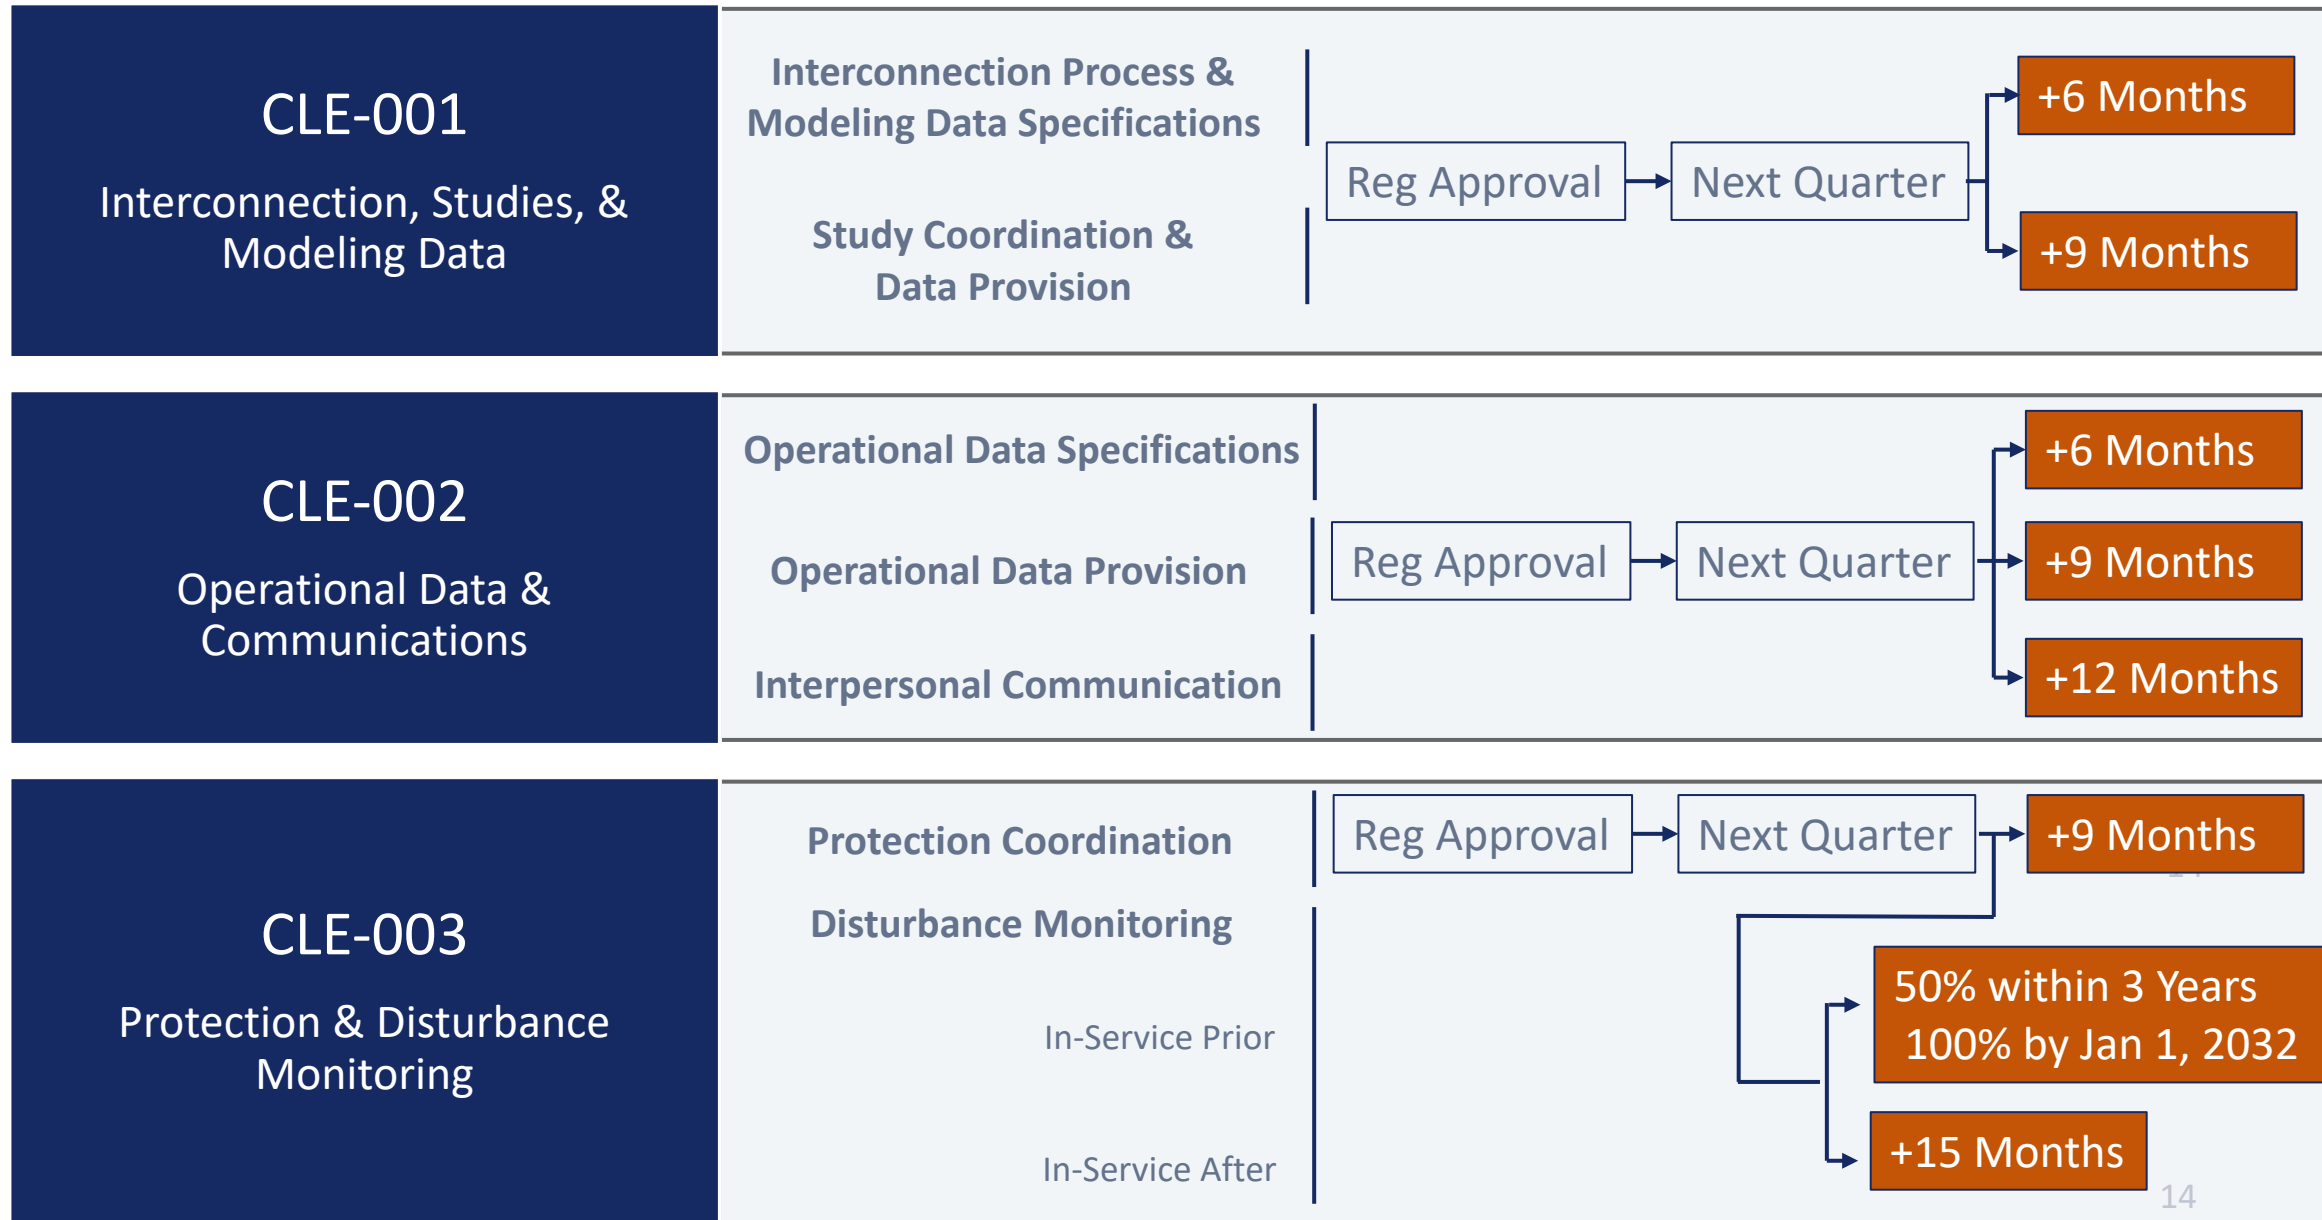 CLE-001
Interconnection, Studies, &
Modeling Data
Interconnection Process &
Modeling Data Specifications
Study Coordination &
Data Provision
Reg Approval
Next Quarter
+6 Months
+9 Months
CLE-002
Operational Data &
Communications
Operational Data Specifications
Operational Data Provision
Interpersonal Communication
Reg Approval
Next Quarter
+6 Months
+9 Months
+12 Months
CLE-003
Protection & Disturbance
Monitoring
Protection Coordination
Disturbance Monitoring
In-Service Prior
In-Service After
Reg Approval
Next Quarter
+9 Months
50% within 3 Years
100% by Jan 1, 2032
+15 Months
14